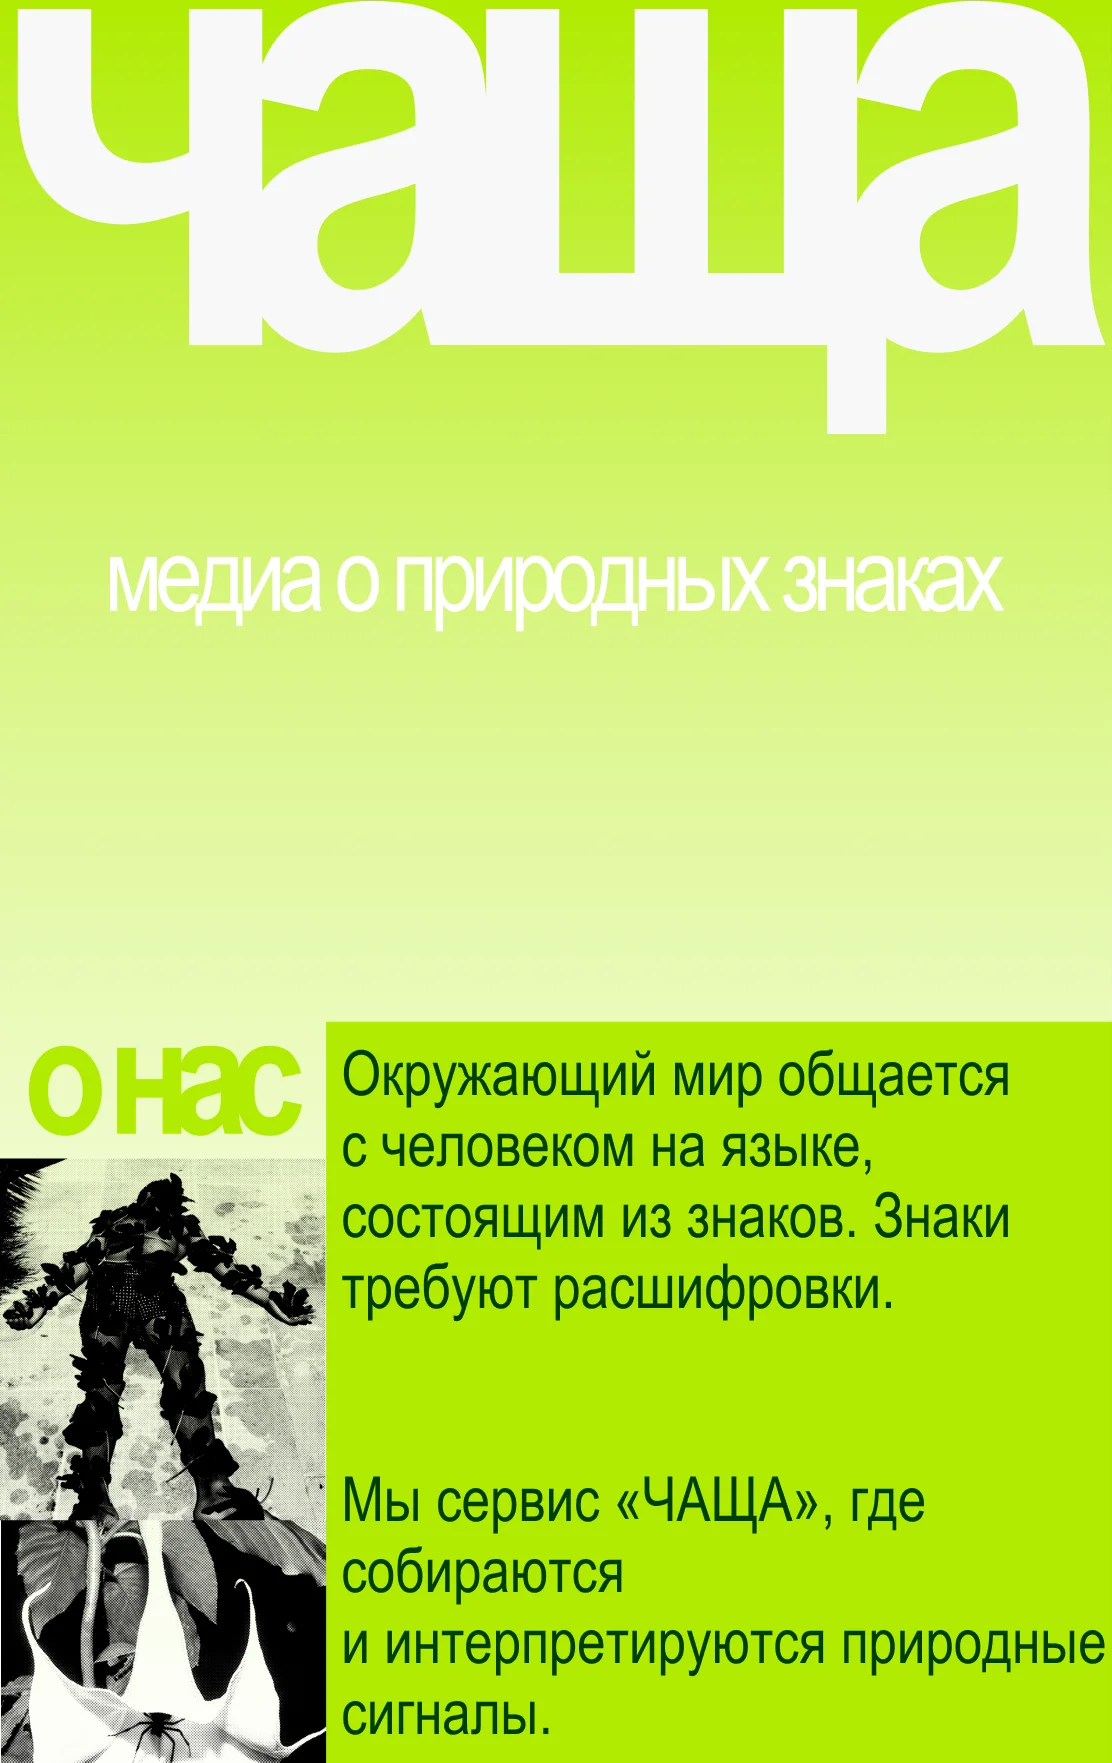 чаща
медиа о природных знаках
о нас
Окружающий мир общается
с человеком на языке,
состоящим из знаков. Знаки
требуют расшифровки.
Мы сервис «ЧАЩА», где
собираются
и интерпретируются природные
сигналы.